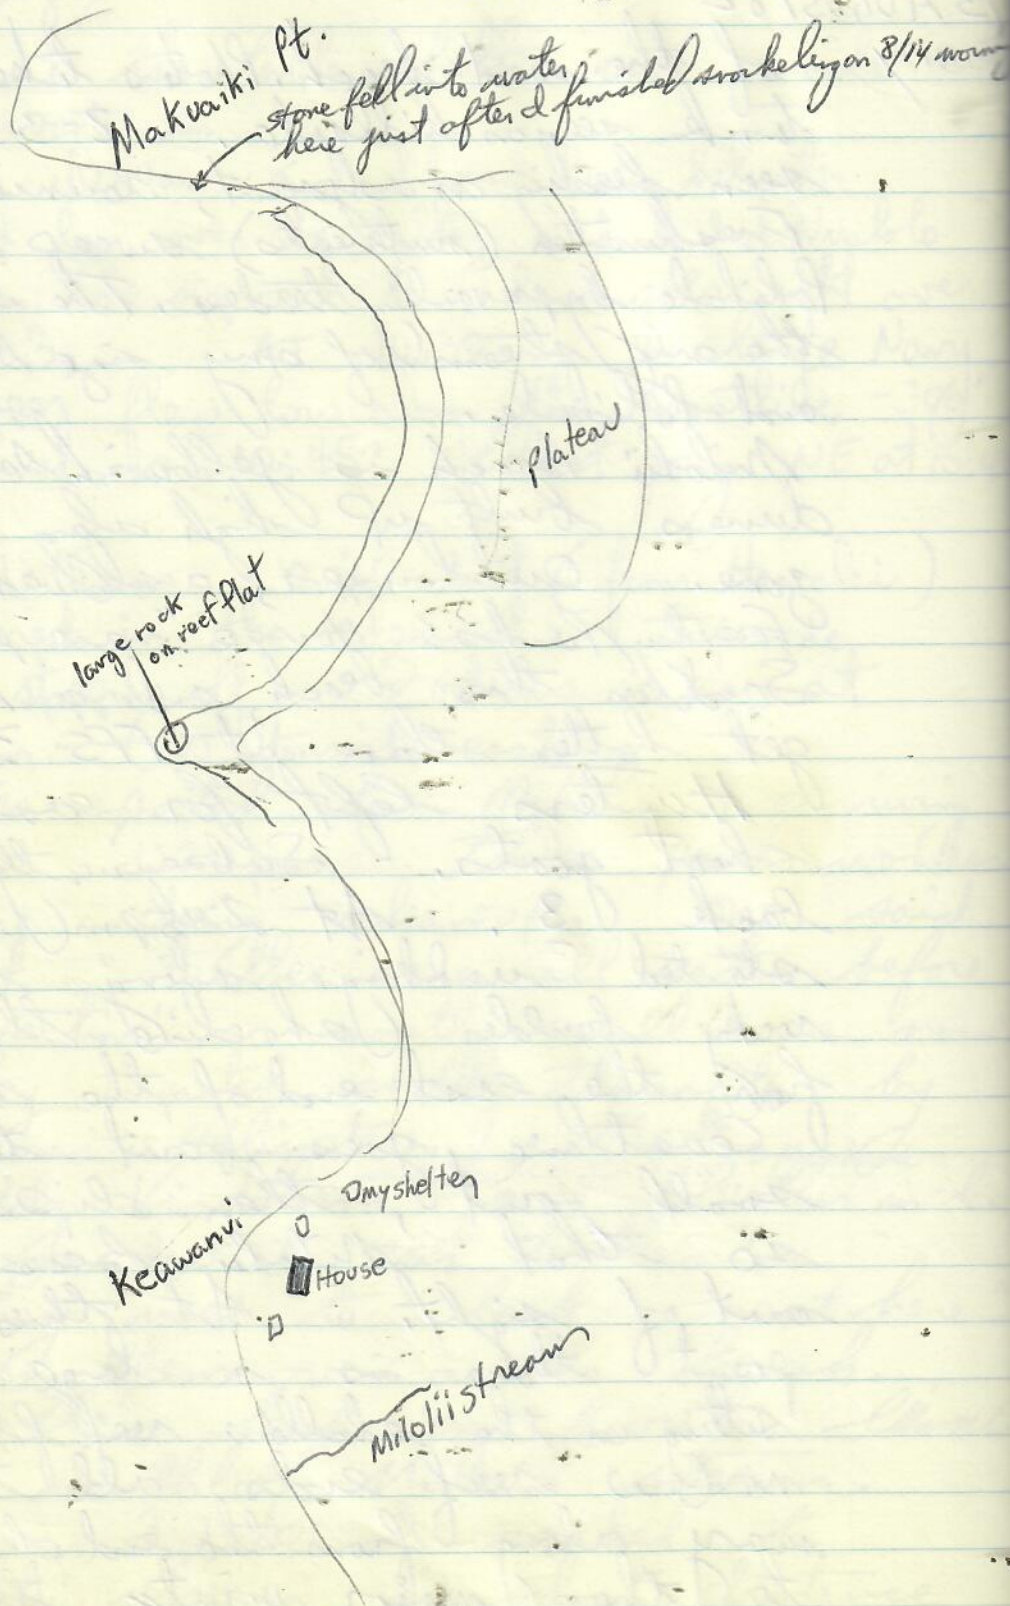 Makuaiki Pt.
stone fell into water
here just after I finished snorkeling on 8/14 morn
plateau
large rock
on reef flat
my shelter
Keawanui
House
Milolii stream